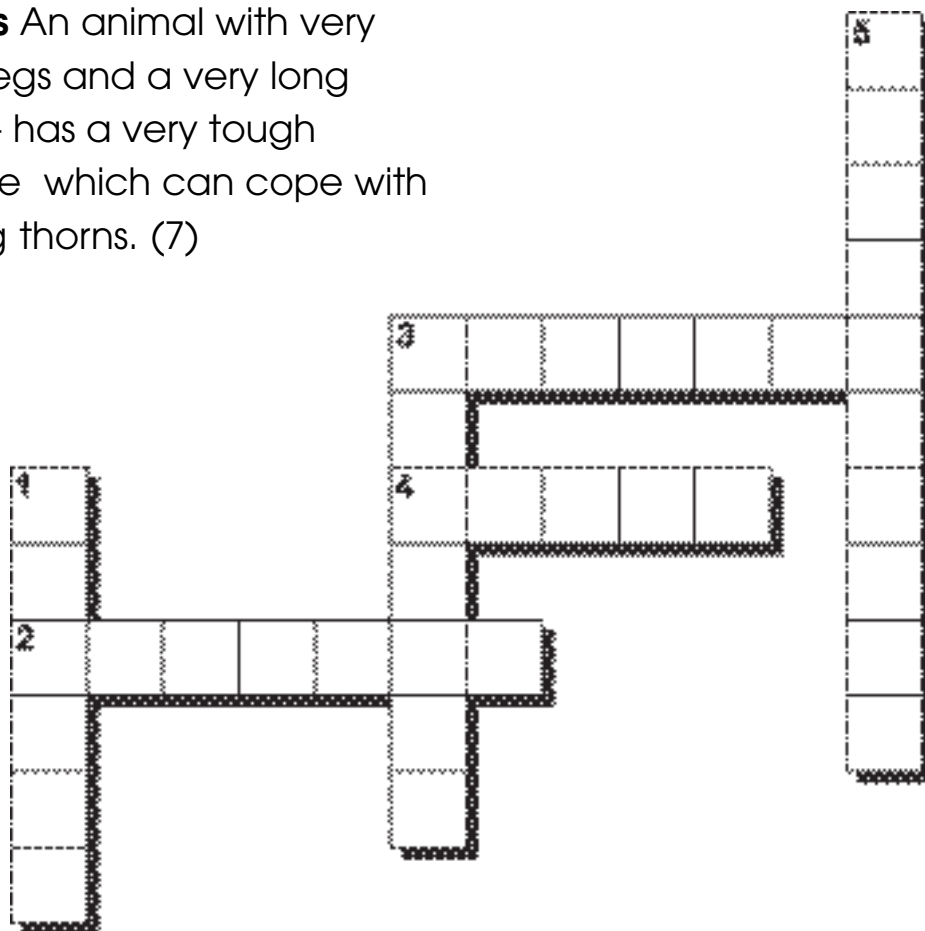 An animal with very
and a very long
has a very tough
which can cope with
thorns. (7)
5
3
1
4
2